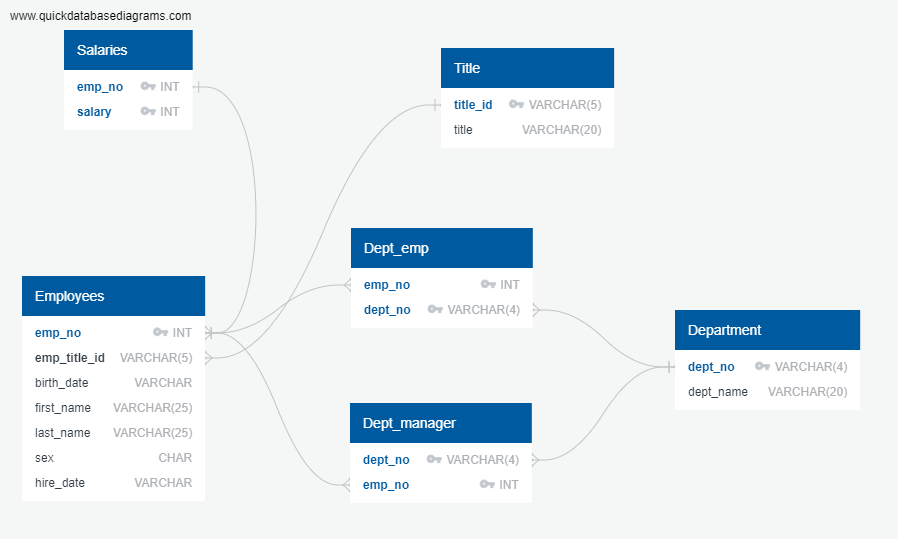 www.quickdatabasediagrams.com
Salaries
emp_no INT
salary INT
Title
title_id VARCHAR(5)
title VARCHAR(20)
Dept_emp
emp_no INT
dept_no VARCHAR(4)
Employees
emp_no INT
emp_title_id VARCHAR(5)
birth_date VARCHAR
first_name VARCHAR(25)
last_name VARCHAR(25)
sex CHAR
hire_date VARCHAR
Department
dept_no VARCHAR(4)
dept_name VARCHAR(20)
Dept_manager
dept_no VARCHAR(4)
emp_no INT